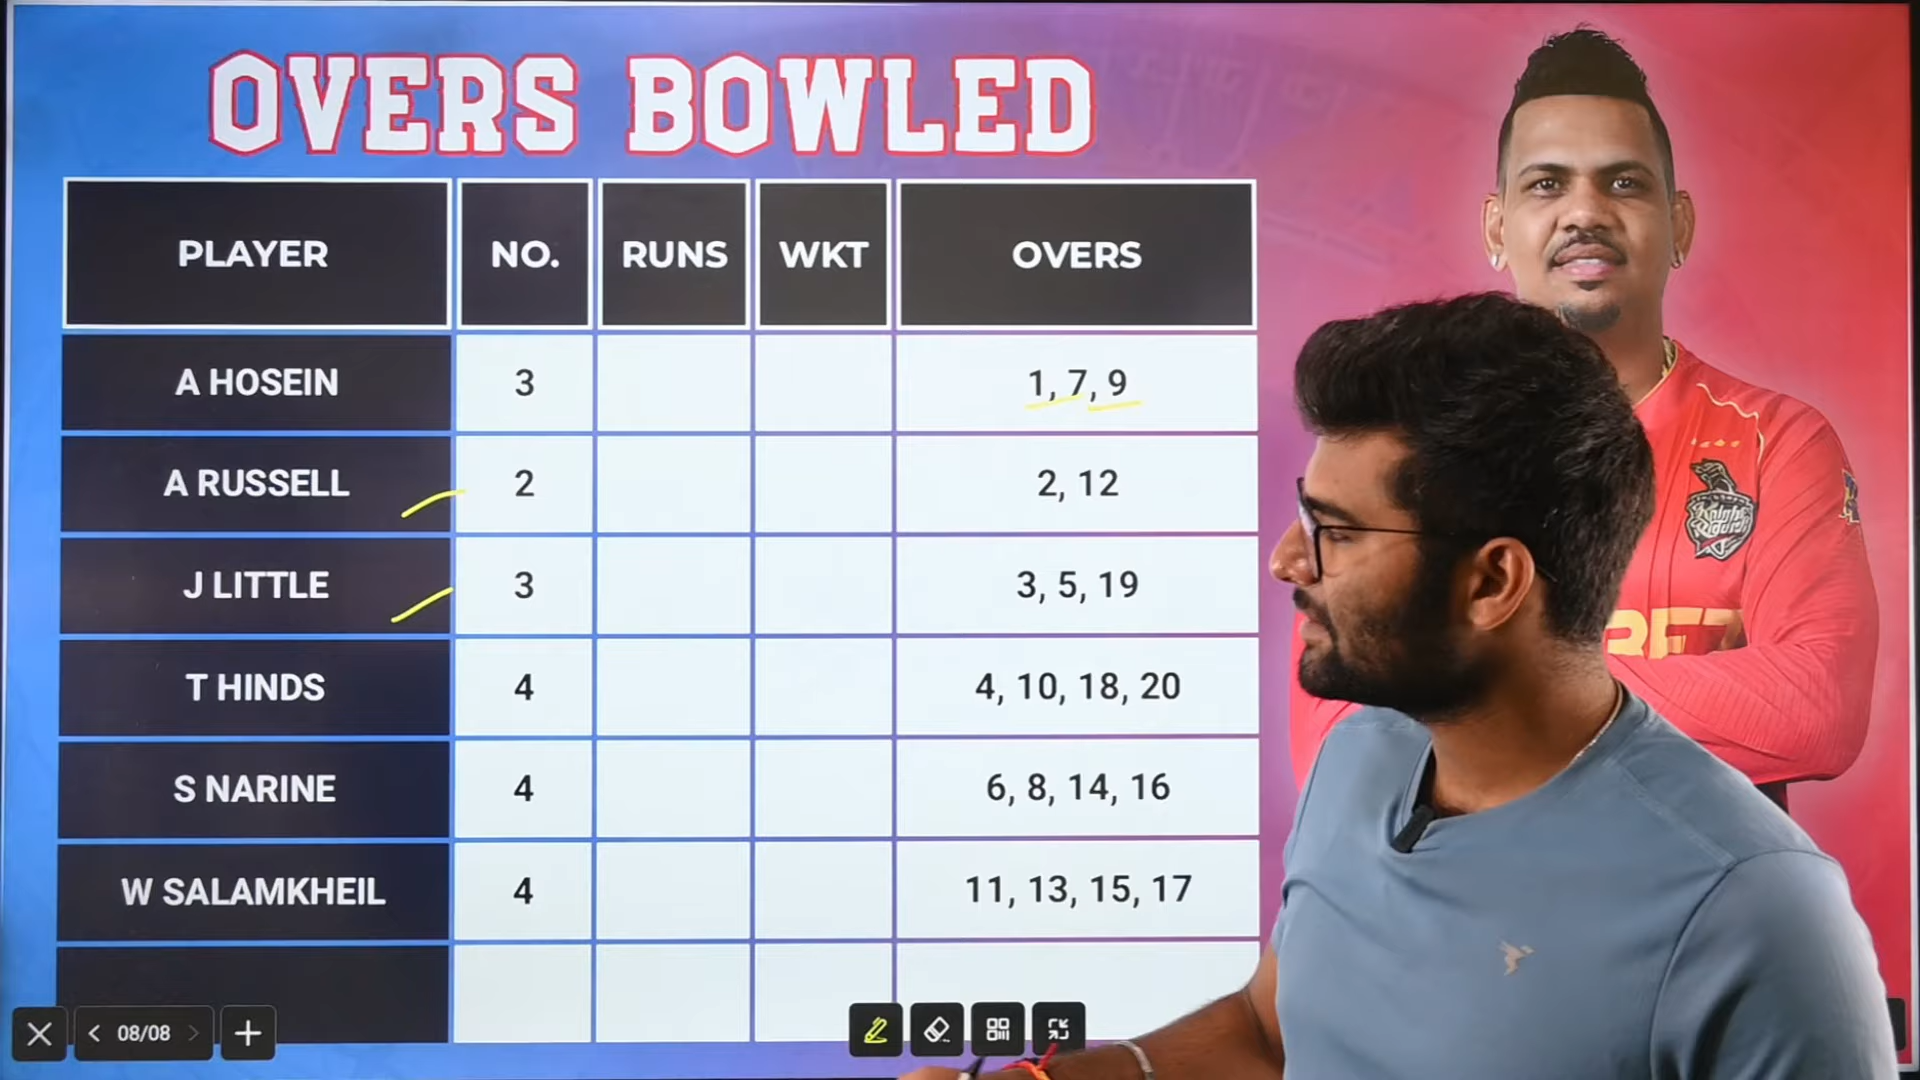 OVERS BOWLED
PLAYER NO. RUNS WKT OVERS
A HOSEIN 3 1, 7, 9
A RUSSELL 2 2, 12
J LITTLE 3 3, 5, 19
T HINDS 4 4, 10, 18, 20
S NARINE 4 6, 8, 14, 16
W SALAMKHEIL 4 11, 13, 15, 17
08/08
Knight
Riders